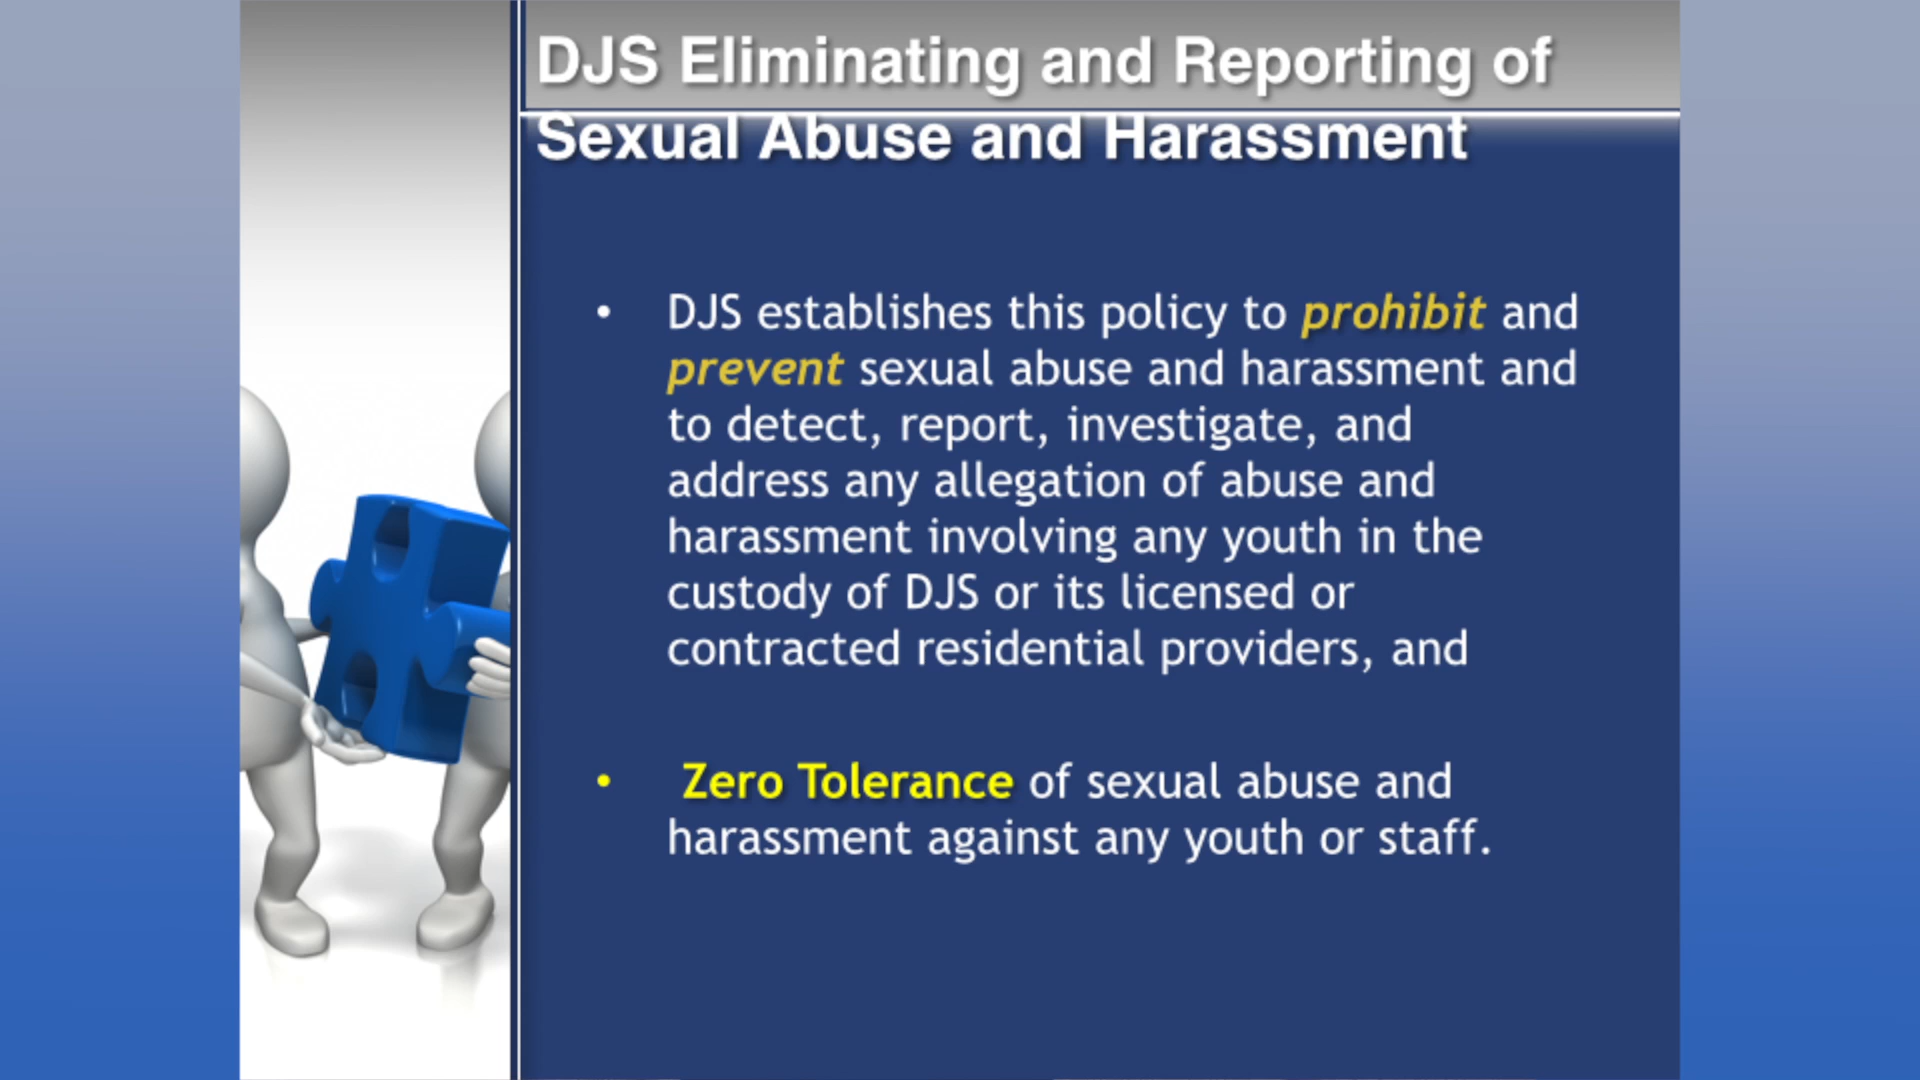 DJS Eliminating and Reporting of
Sexual Abuse and Harassment
• DJS establishes this policy to prohibit and
prevent sexual abuse and harassment and
to detect, report, investigate, and
address any allegation of abuse and
harassment involving any youth in the
custody of DJS or its licensed or
contracted residential providers, and
• Zero Tolerance of sexual abuse and
harassment against any youth or staff.